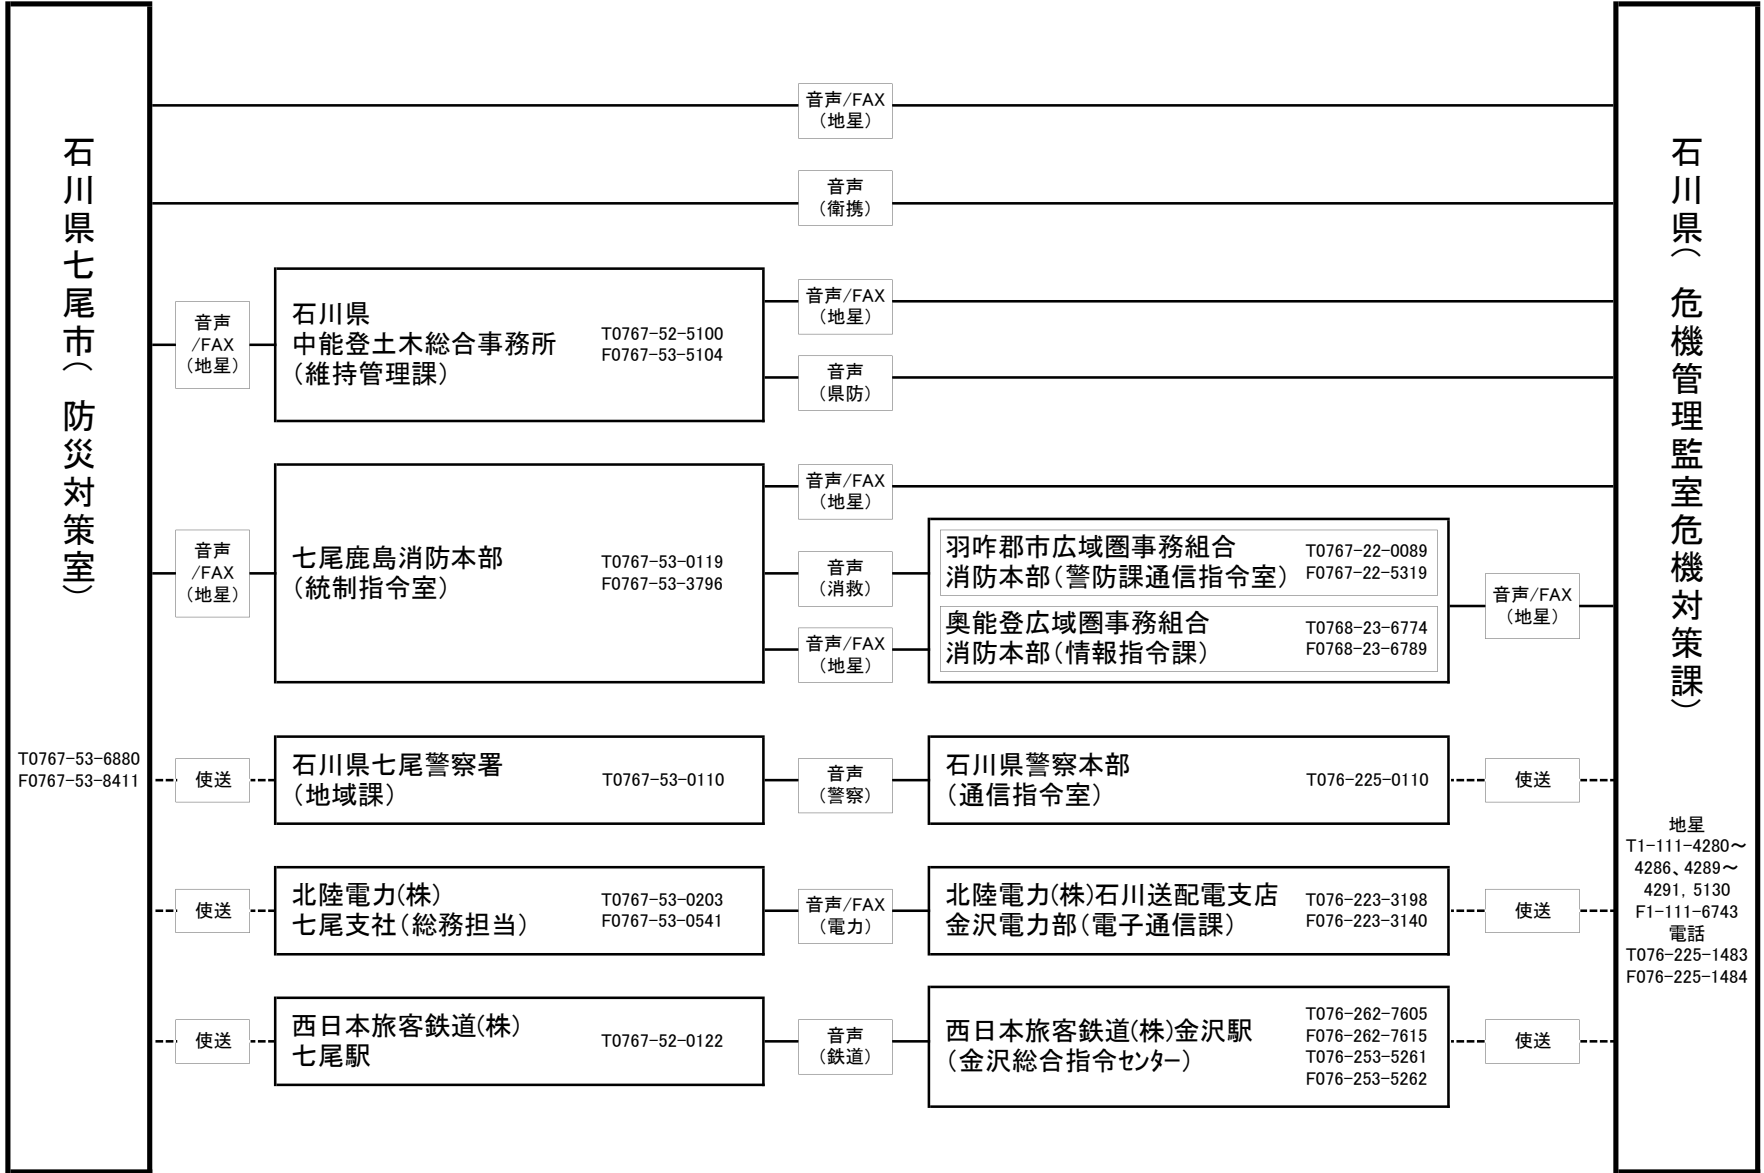 石川県七尾市（防災対策室）
T0767-53-6880
F0767-53-8411
音声/FAX
（地星）
音声
（衛携）
音声
/FAX
（地星）
石川県
中能登土木総合事務所
（維持管理課）
T0767-52-5100
F0767-53-5104
音声/FAX
（地星）
音声
（県防）
音声
/FAX
（地星）
七尾鹿島消防本部
(統制指令室)
T0767-53-0119
F0767-53-3796
音声/FAX
（地星）
音声
（消救）
音声/FAX
（地星）
羽咋郡市広域圏事務組合
消防本部（警防課通信指令室）
T0767-22-0089
F0767-22-5319
奥能登広域圏事務組合
消防本部（情報指令課）
T0768-23-6774
F0768-23-6789
音声/FAX
（地星）
使送
石川県七尾警察署
（地域課）
T0767-53-0110
音声
（警察）
石川県警察本部
（通信指令室）
T076-225-0110
使送
使送
北陸電力(株)
七尾支社（総務担当）
T0767-53-0203
F0767-53-0541
音声/FAX
（電力）
北陸電力(株)石川送配電支店
金沢電力部（電子通信課）
T076-223-3198
F076-223-3140
使送
使送
西日本旅客鉄道(株)
七尾駅
T0767-52-0122
音声
（鉄道）
西日本旅客鉄道(株)金沢駅
（金沢総合指令ｾﾝﾀｰ）
T076-262-7605
F076-262-7615
T076-253-5261
F076-253-5262
使送
石川県（危機管理監室危機対策課）
地星
T1-111-4280～
4286、4289～
4291, 5130
F1-111-6743
電話
T076-225-1483
F076-225-1484